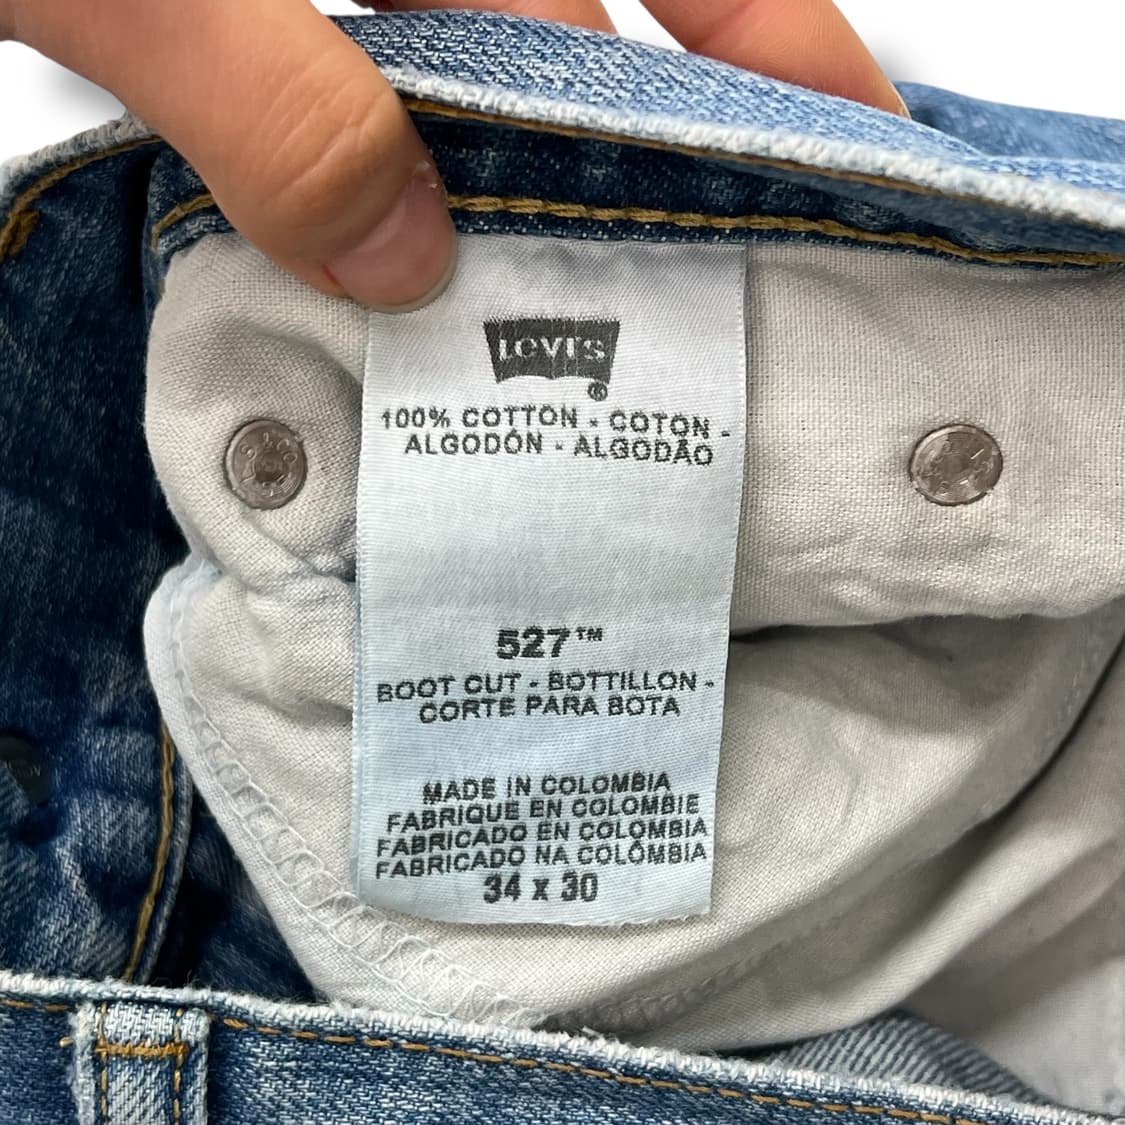 Levi's
®
100% COTTON - COTON -
ALGODÓN - ALGODÃO
527™
BOOT CUT - BOTTILLON -
CORTE PARA BOTA
MADE IN COLOMBIA
FABRIQUE EN COLOMBIE
FABRICADO EN COLOMBIA
FABRICADO NA COLÔMBIA
34 x 30